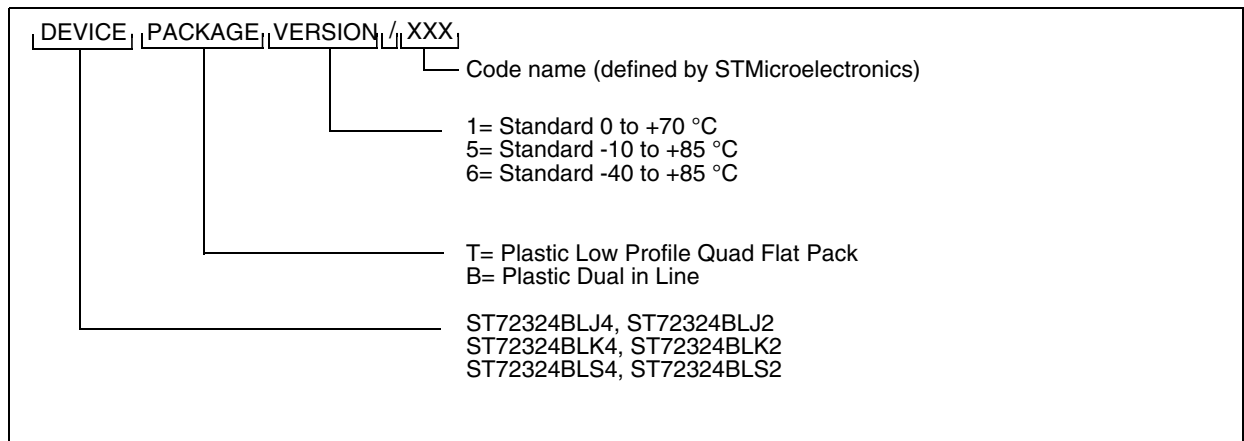 DEVICE PACKAGE VERSION / XXX
Code name (defined by STMicroelectronics)
1= Standard 0 to +70 °C
5= Standard -10 to +85 °C
6= Standard -40 to +85 °C
T= Plastic Low Profile Quad Flat Pack
B= Plastic Dual in Line
ST72324BLJ4, ST72324BLJ2
ST72324BLK4, ST72324BLK2
ST72324BLS4, ST72324BLS2